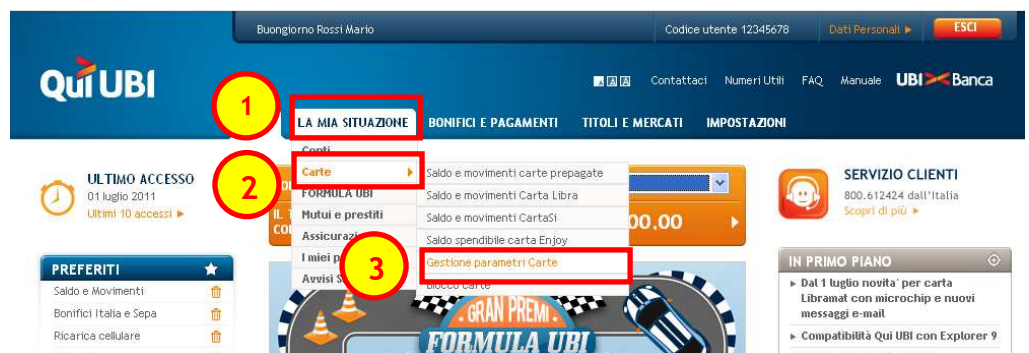 Buongiorno Rossi Mario
Codice utente 12345678
Dati Personali
ESCI
Qui UBI
A A A
Contattaci
Numeri Utili
FAQ
Manuale
UBI Banca
1
LA MIA SITUAZIONE
BONIFICI E PAGAMENTI
TITOLI E MERCATI
IMPOSTAZIONI
Conti
2
Carte
FORMULA UBI
Mutui e prestiti
I miei
Avvisi
Saldo e movimenti carte prepagate
Saldo e movimenti Carta Libra
Saldo e movimenti CartaSì
Saldo spendibile carta Enjoy
3
Gestione parametri Carte
Blocco Carte
00,00
ULTIMO ACCESSO
01 luglio 2011
Ultimi 10 accessi
SERVIZIO CLIENTI
800.612424 dall'Italia
Scopri di più
PREFERITI
Saldo e Movimenti
Bonifici Italia e Sepa
Ricarica cellulare
GRAN PREMI
FORMULA UBI
IN PRIMO PIANO
Dal 1 luglio novita' per carta
Libramat con microchip e nuovi
messaggi e-mail
Compatibilità Qui UBI con Explorer 9